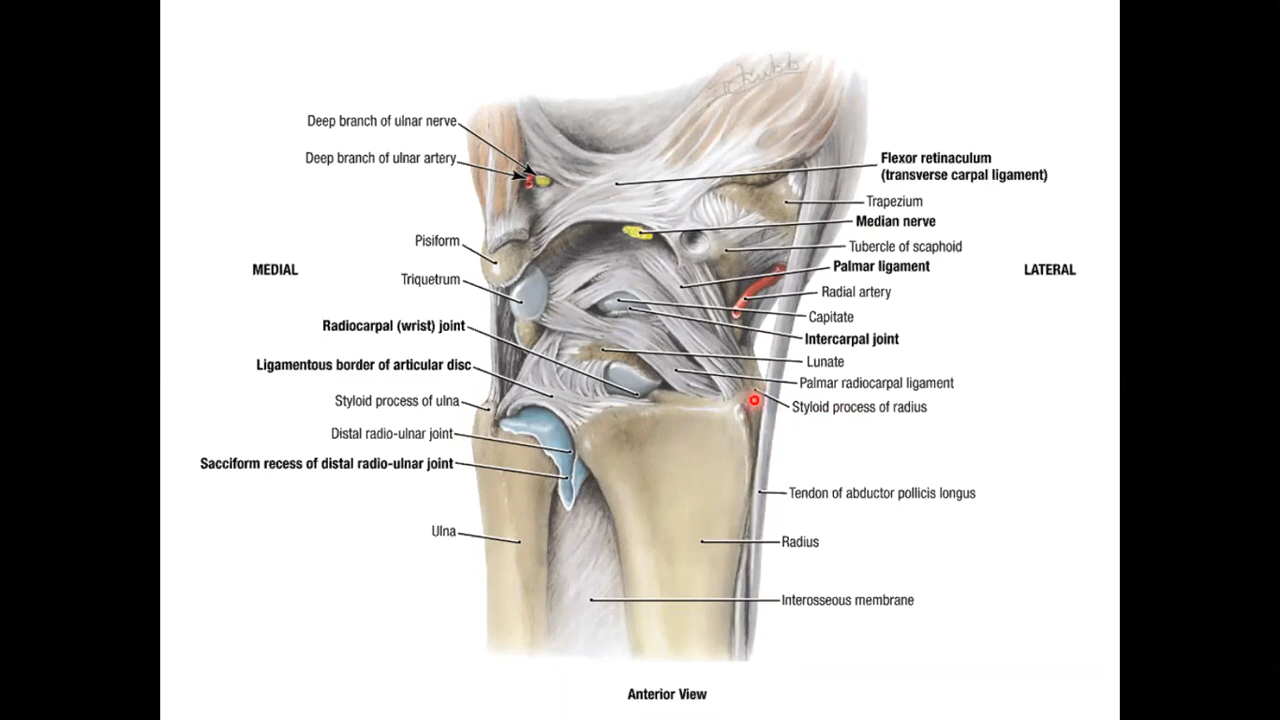 Deep branch of ulnar nerve
Deep branch of ulnar artery
Flexor retinaculum
(transverse carpal ligament)
Trapezium
Median nerve
Pisiform
Tubercle of scaphoid
MEDIAL
Palmar ligament
LATERAL
Triquetrum
Radial artery
Capitate
Radiocarpal (wrist) joint
Intercarpal joint
Lunate
Ligamentous border of articular disc
Palmar radiocarpal ligament
Styloid process of ulna
Styloid process of radius
Distal radio-ulnar joint
Sacciform recess of distal radio-ulnar joint
Tendon of abductor pollicis longus
Ulna
Radius
Interosseous membrane
Anterior View